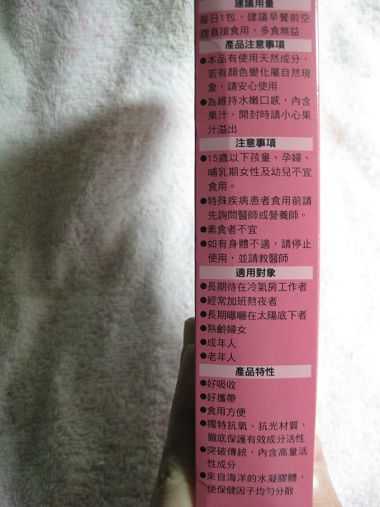 建議用量
每日1包，建議早餐前空
腹直接食用，多食無益
產品注意事項
●本品有使用天然成分，
若有顏色變化屬自然現
象，請安心使用
●為維持水嫩口感，內含
果汁，開封時請小心果
汁溢出
注意事項
●15歲以下孩童、孕婦、
哺乳期女性及幼兒不宜
食用。
●特殊疾病患者食用前請
先詢問醫師或營養師。
●素食者不宜
●如有身體不適，請停止
使用，並請教醫師
適用對象
●長期待在冷氣房工作者
●經常加班熬夜者
●長期曝曬在太陽底下者
●熟齡婦女
●成年人
●老年人
產品特性
●好吸收
●好攜帶
●食用方便
●獨特抗氧、抗光材質，
徹底保護有效成分活性
●突破傳統，內含高量活
性成分
●來自海洋的水凝膠體，
使保健因子均勻分散